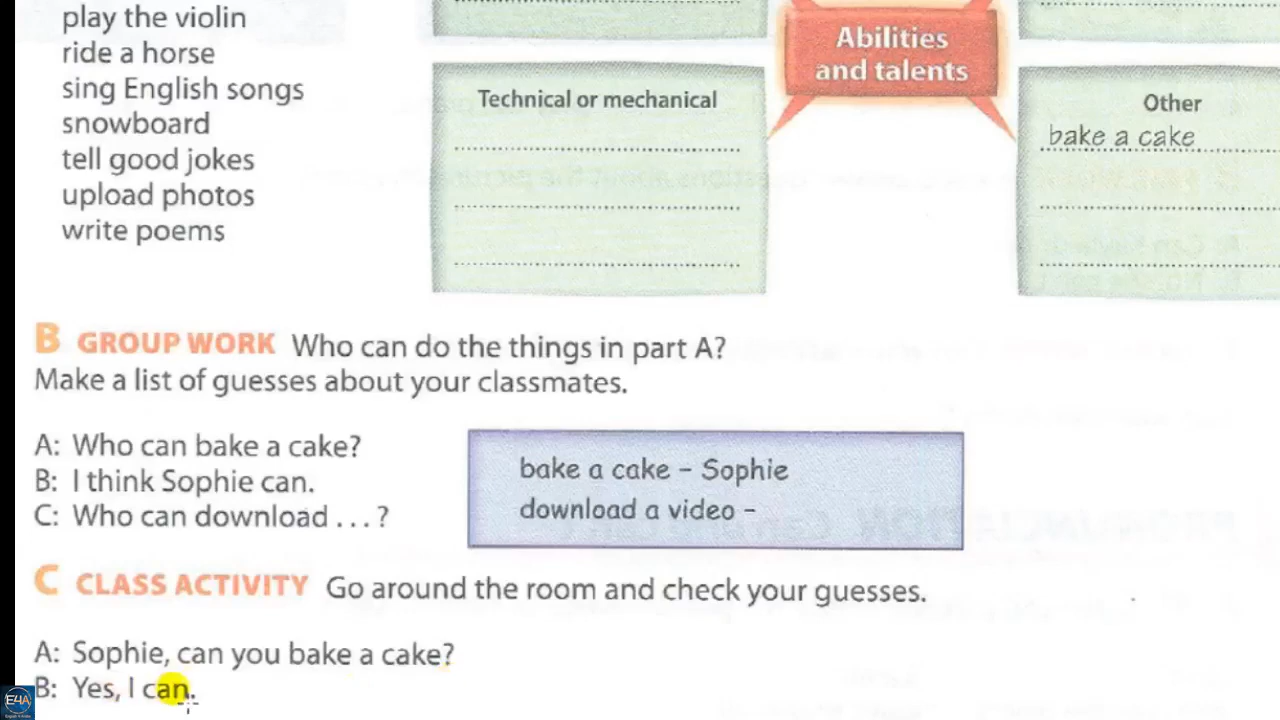 play the violin
ride a horse
sing English songs
snowboard
tell good jokes
upload photos
write poems
Abilities
and talents
Technical or mechanical
Other
bake a cake
B GROUP WORK Who can do the things in part A?
Make a list of guesses about your classmates.
A: Who can bake a cake?
B: I think Sophie can.
C: Who can download . . . ?
bake a cake – Sophie
download a video –
C CLASS ACTIVITY Go around the room and check your guesses.
A: Sophie, can you bake a cake?
B: Yes, I can.
E4A